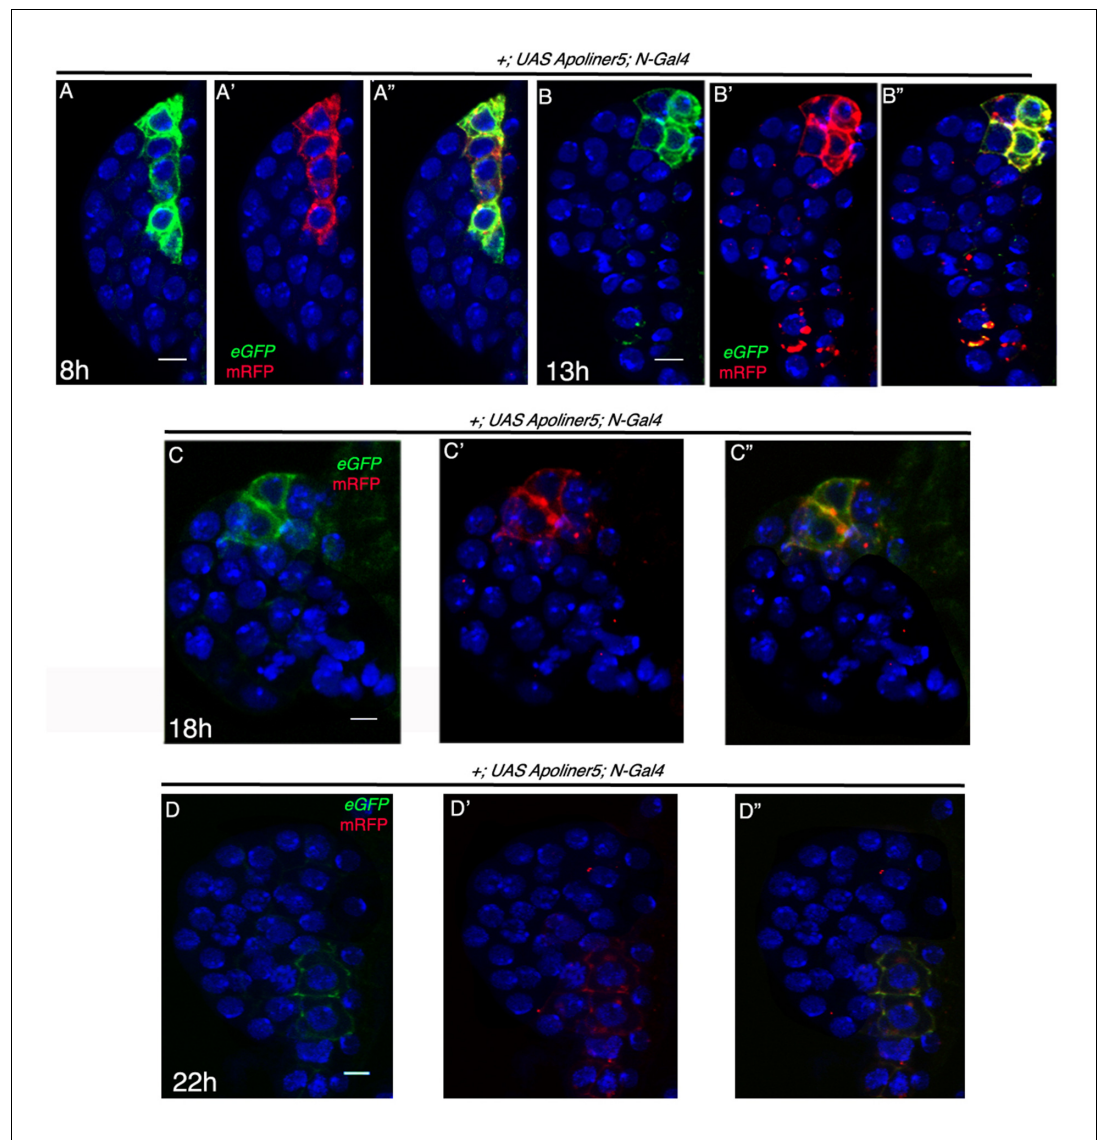 +; UAS Apoliner5; N-Gal4
A A’ A” B B’ B”
eGFP eGFP
8h mRFP 13h mRFP
+; UAS Apoliner5; N-Gal4
C eGFP C’ C”
mRFP
18h
+; UAS Apoliner5; N-Gal4
D eGFP D’ D”
mRFP
22h